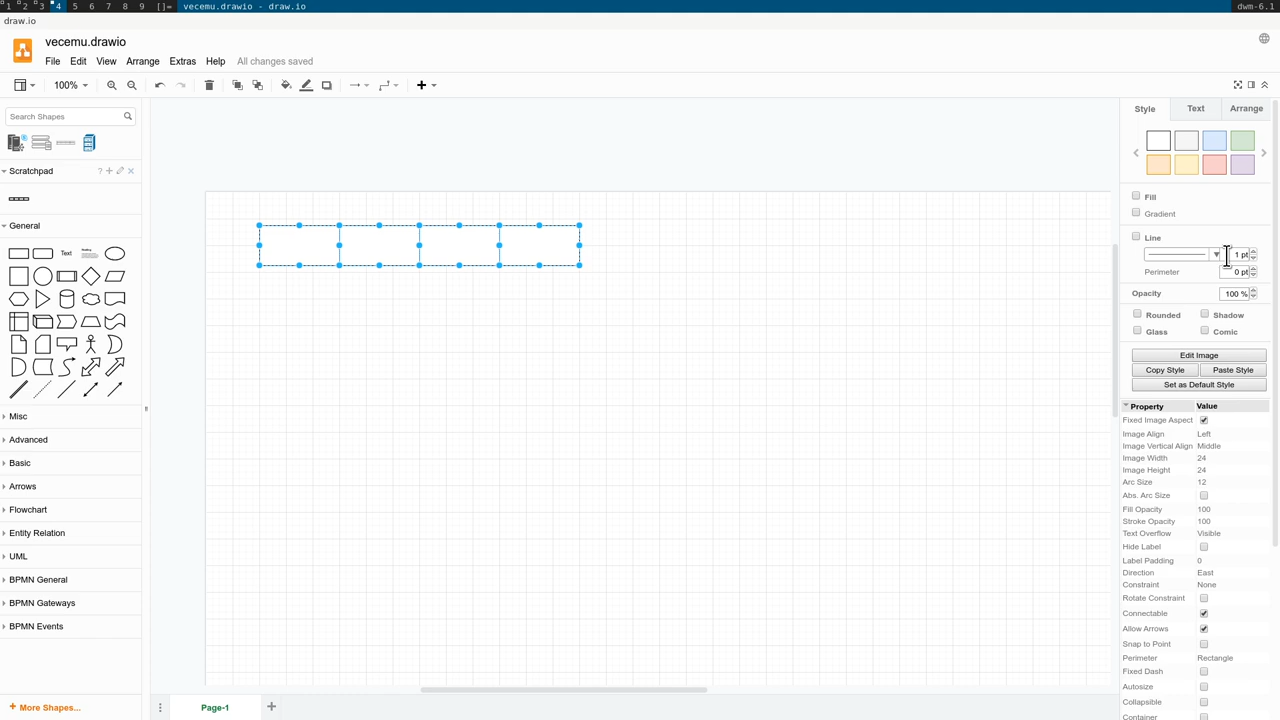 1 2 3 4 5 6 7 8 9 []= vecemu.drawio - draw.io dwm-6.1
draw.io
vecemu.drawio
File Edit View Arrange Extras Help All changes saved
100%
Search Shapes
Style Text Arrange
Scratchpad
?
General
Text
Heading
Misc
Advanced
Basic
Arrows
Flowchart
Entity Relation
UML
BPMN General
BPMN Gateways
BPMN Events
+ More Shapes...
Page-1
Fill
Gradient
Line
1 pt
Perimeter 0 pt
Opacity 100 %
Rounded Shadow
Glass Comic
Edit Image
Copy Style Paste Style
Set as Default Style
Property Value
Fixed Image Aspect
Image Align Left
Image Vertical Align Middle
Image Width 24
Image Height 24
Arc Size 12
Abs. Arc Size
Fill Opacity 100
Stroke Opacity 100
Text Overflow Visible
Hide Label
Label Padding 0
Direction East
Constraint None
Rotate Constraint
Connectable
Allow Arrows
Snap to Point
Perimeter Rectangle
Fixed Dash
Autosize
Collapsible
Container